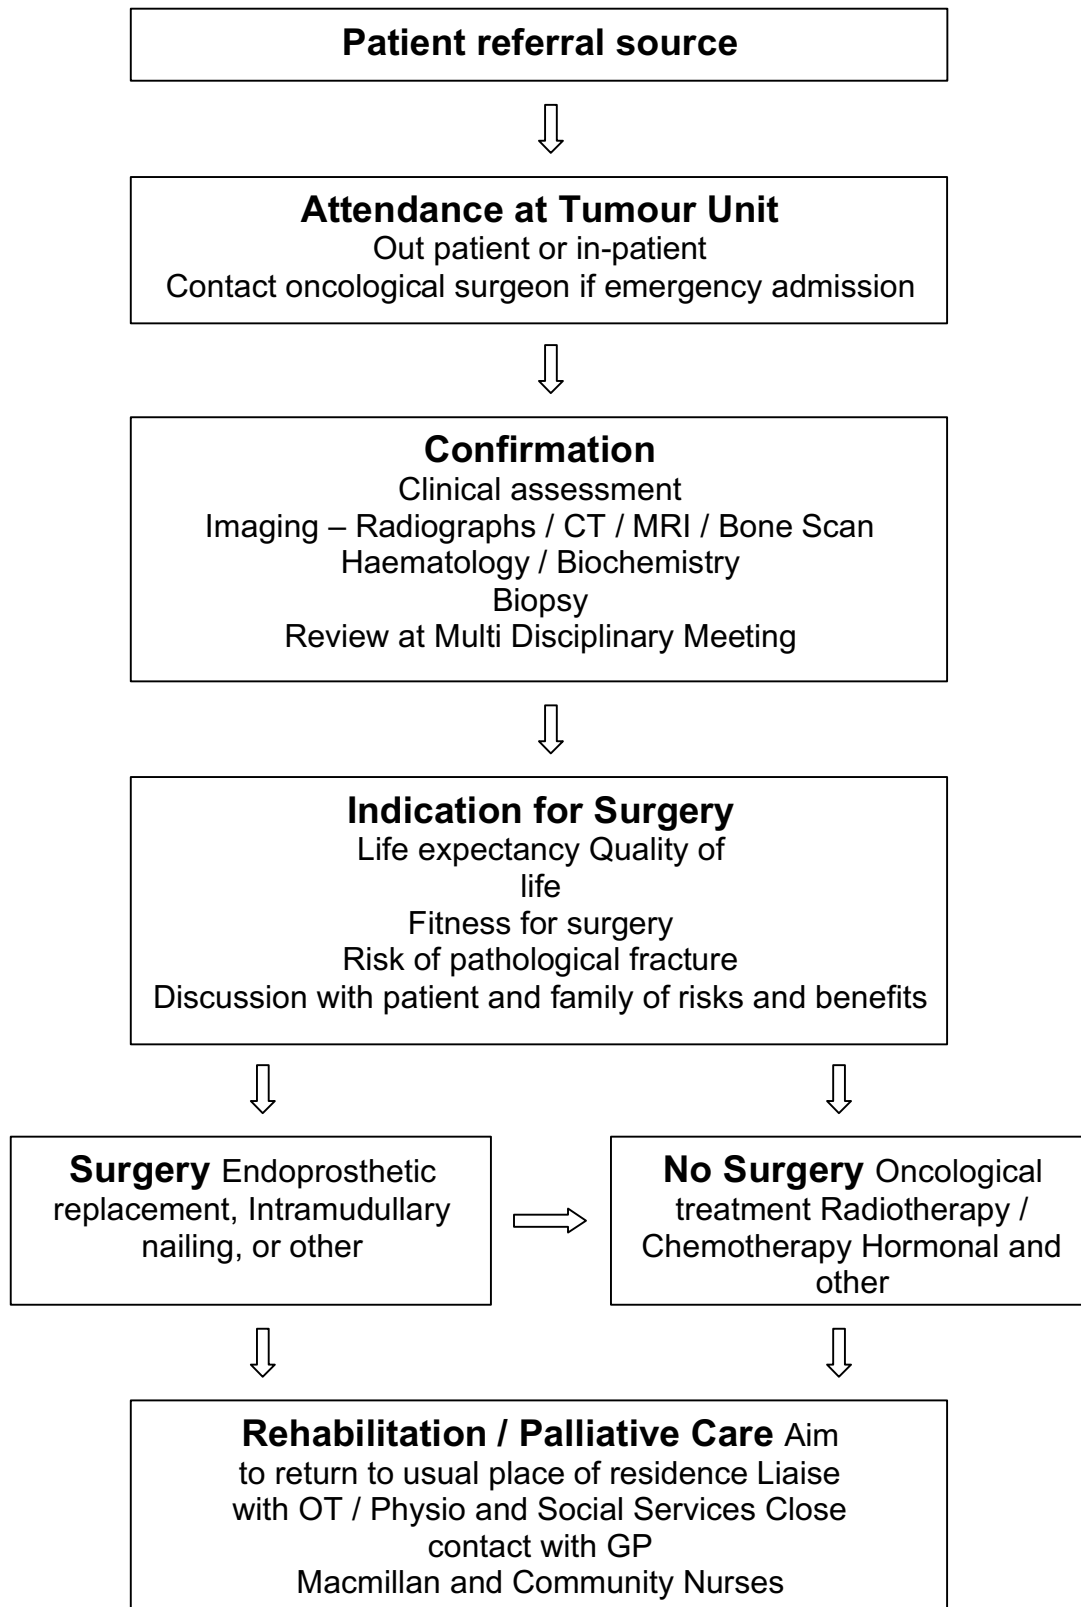 Patient referral source
Attendance at Tumour Unit
Out patient or in-patient
Contact oncological surgeon if emergency admission
Confirmation
Clinical assessment
Imaging – Radiographs / CT / MRI / Bone Scan
Haematology / Biochemistry
Biopsy
Review at Multi Disciplinary Meeting
Indication for Surgery
Life expectancy Quality of
life
Fitness for surgery
Risk of pathological fracture
Discussion with patient and family of risks and benefits
Surgery Endoprosthetic
replacement, Intramudullary
nailing, or other
No Surgery Oncological
treatment Radiotherapy /
Chemotherapy Hormonal and
other
Rehabilitation / Palliative Care Aim
to return to usual place of residence Liaise
with OT / Physio and Social Services Close
contact with GP
Macmillan and Community Nurses